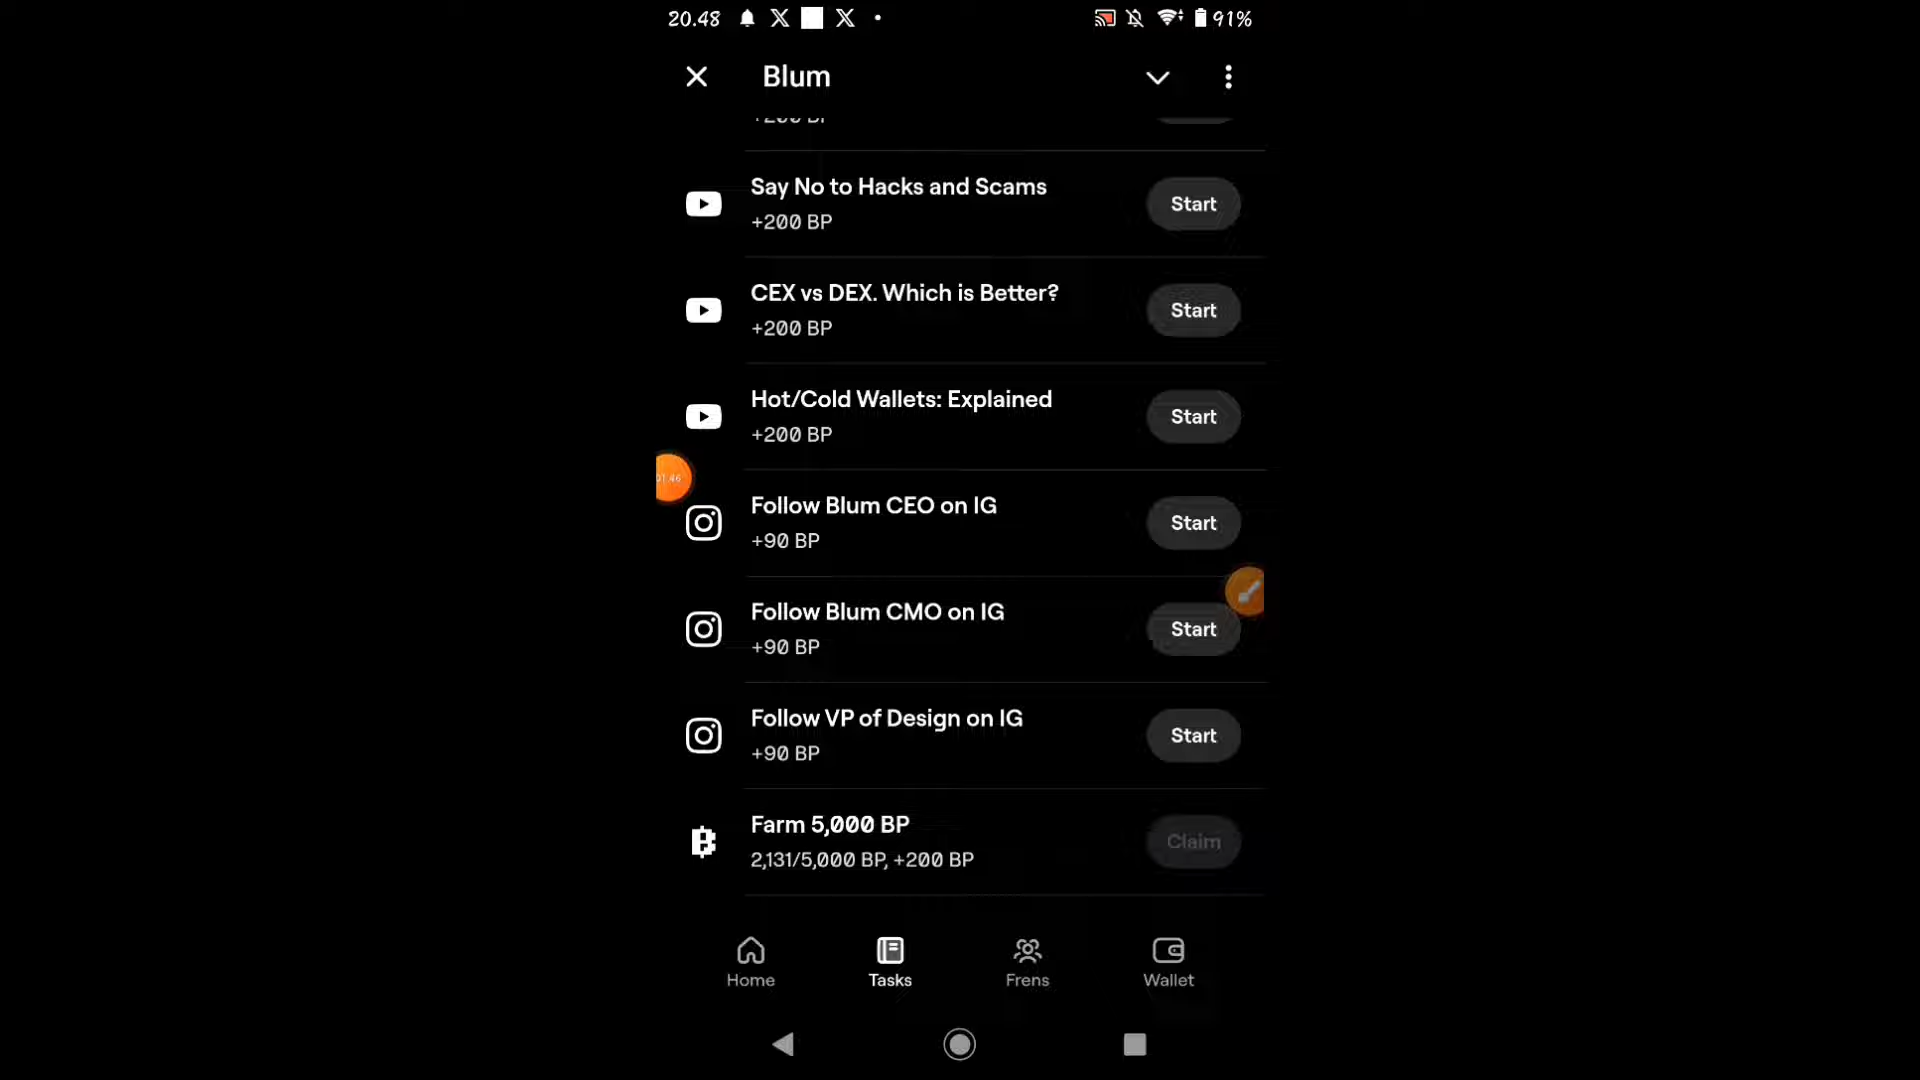 20.48
91%
Blum
Say No to Hacks and Scams
+200 BP
Start
CEX vs DEX. Which is Better?
+200 BP
Start
Hot/Cold Wallets: Explained
+200 BP
Start
01:46
Follow Blum CEO on IG
+90 BP
Start
Follow Blum CMO on IG
+90 BP
Start
Follow VP of Design on IG
+90 BP
Start
Farm 5,000 BP
2,131/5,000 BP, +200 BP
Claim
Home
Tasks
Frens
Wallet